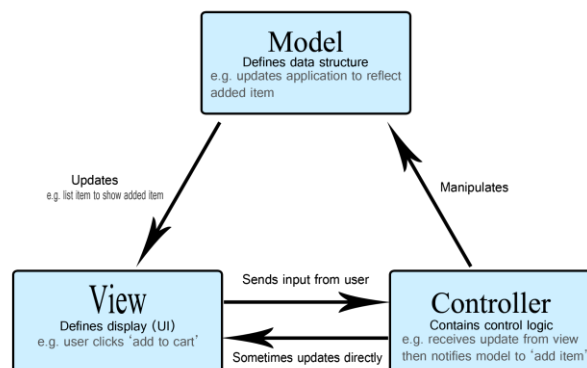 Model
Defines data structure
e.g. updates application to reflect
added item
Updates
e.g. list item to show added item
Manipulates
View
Defines display (UI)
e.g. user clicks ‘add to cart’
Sends input from user
Sometimes updates directly
Controller
Contains control logic
e.g. receives update from view
then notifies model to ‘add item’